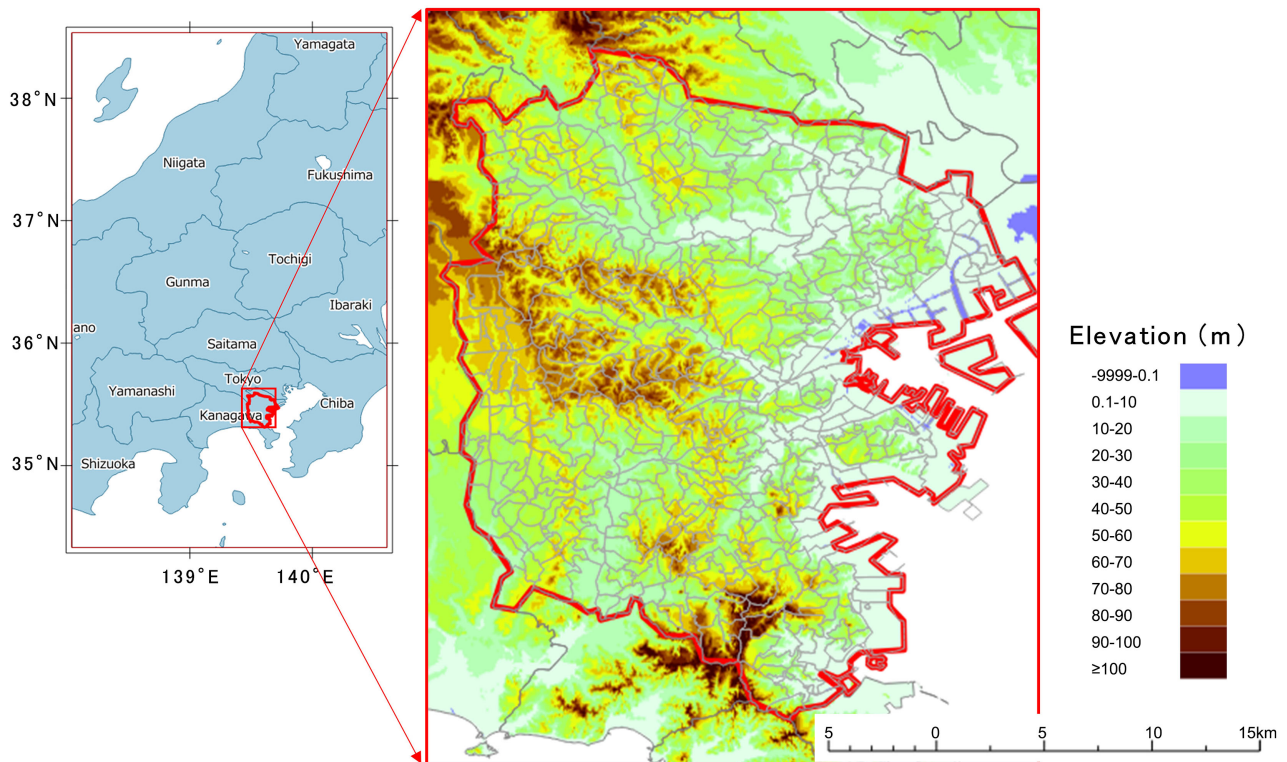 38°N
37°N
36°N
35°N
139°E
140°E
Yamagata
Niigata
Fukushima
Tochigi
Gunma
Ibaraki
ano
Saitama
Tokyo
Yamanashi
Kanagawa
Chiba
Shizuoka
Elevation (m)
-9999-0.1
0.1-10
10-20
20-30
30-40
40-50
50-60
60-70
70-80
80-90
90-100
≥100
5 0 5 10 15km